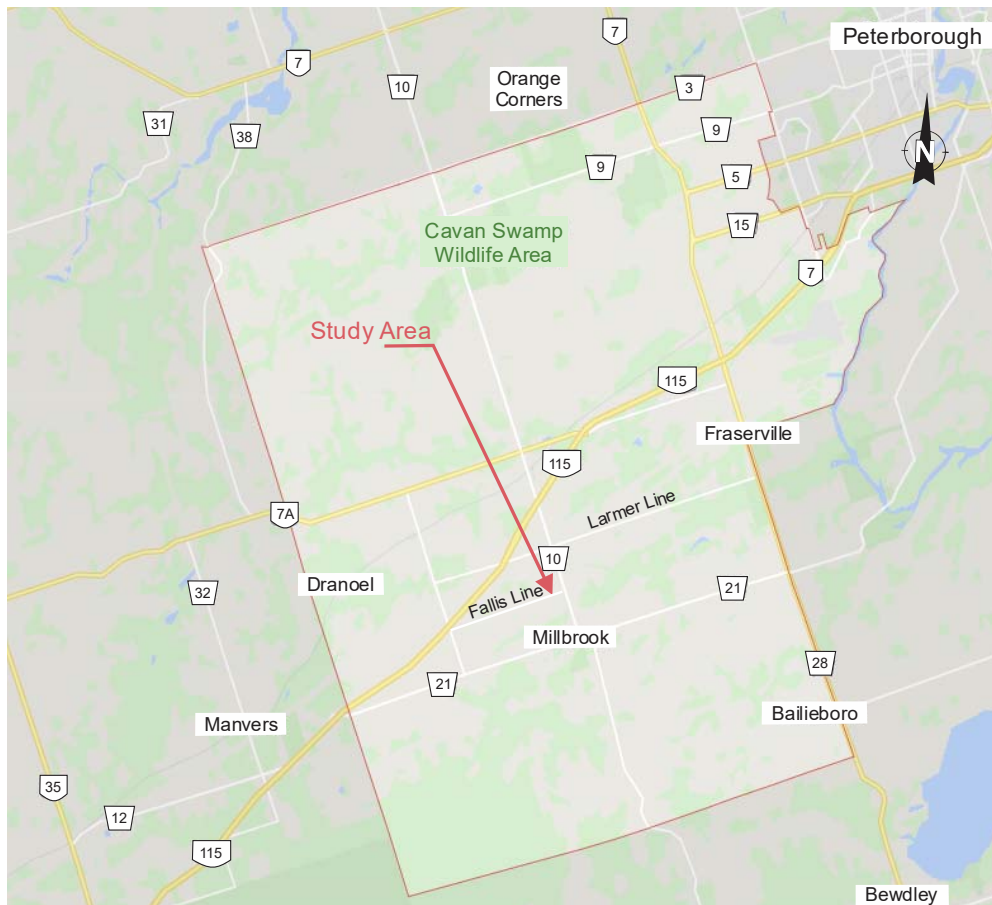 7
Peterborough
7
10
Orange
Corners
3
31
38
9
N
9
5
15
Cavan Swamp
Wildlife Area
7
Study Area
115
Fraserville
115
Larmer Line
7A
10
Dranoel
32
Fallis Line
21
Millbrook
28
21
Manvers
Bailieboro
35
12
115
Bewdley